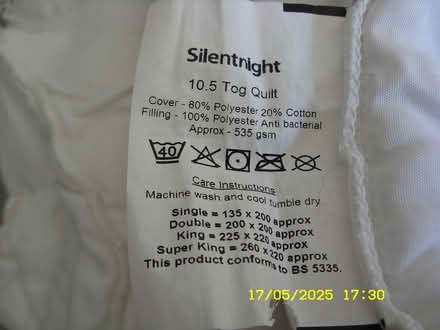 Silentnight
10.5 Tog Quilt
Cover - 80% Polyester 20% Cotton
Filling - 100% Polyester Anti bacterial
Approx - 535 gsm
40
Care Instructions
Machine wash and cool tumble dry
Single = 135 x 200 approx
Double = 200 x 200 approx
King = 225 x 220 approx
Super King = 260 x 220 approx
This product conforms to BS 5335.
17/05/2025 17:30